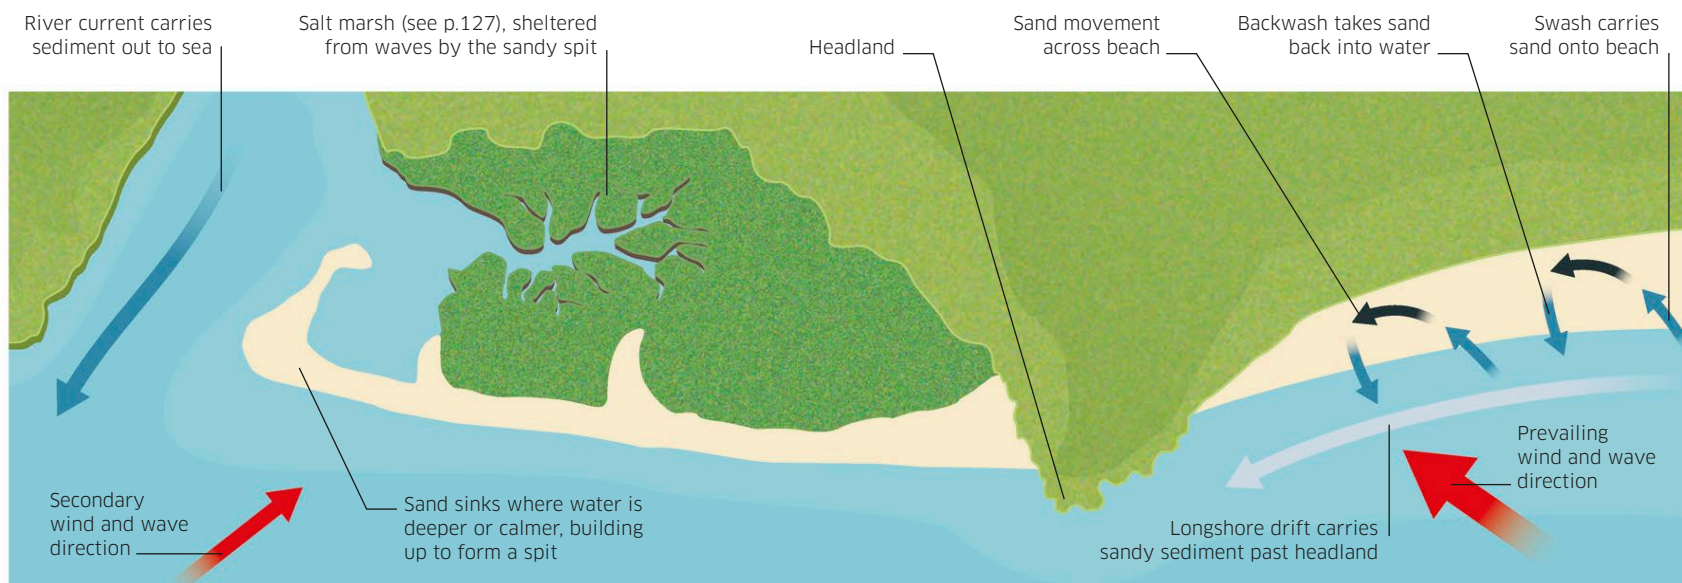 River current carries
sediment out to sea
Salt marsh (see p.127), sheltered
from waves by the sandy spit
Headland
Sand movement
across beach
Backwash takes sand
back into water
Swash carries
sand onto beach
Secondary
wind and wave
direction
Sand sinks where water is
deeper or calmer, building
up to form a spit
Longshore drift carries
sandy sediment past headland
Prevailing
wind and wave
direction